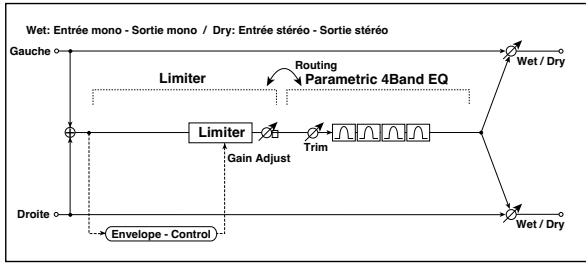 Wet: Entrée mono - Sortie mono / Dry: Entrée stéréo - Sortie stéréo
Gauche
Wet / Dry
Routing
Limiter
Parametric 4Band EQ
Limiter
Gain Adjust
Trim
Droite
Wet / Dry
Envelope - Control